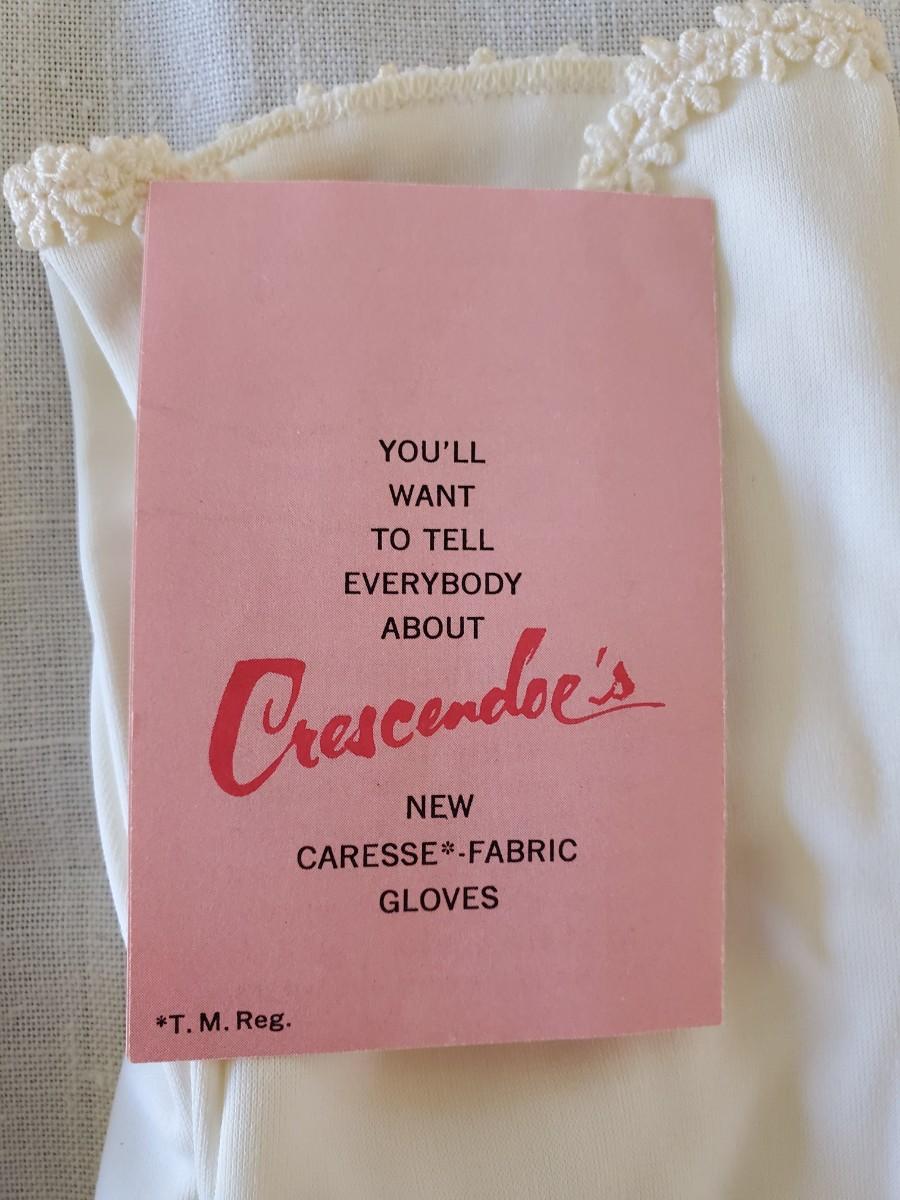 YOU'LL
WANT
TO TELL
EVERYBODY
ABOUT
Crescendoe's
NEW
CARESSE*-FABRIC
GLOVES
*T. M. Reg.